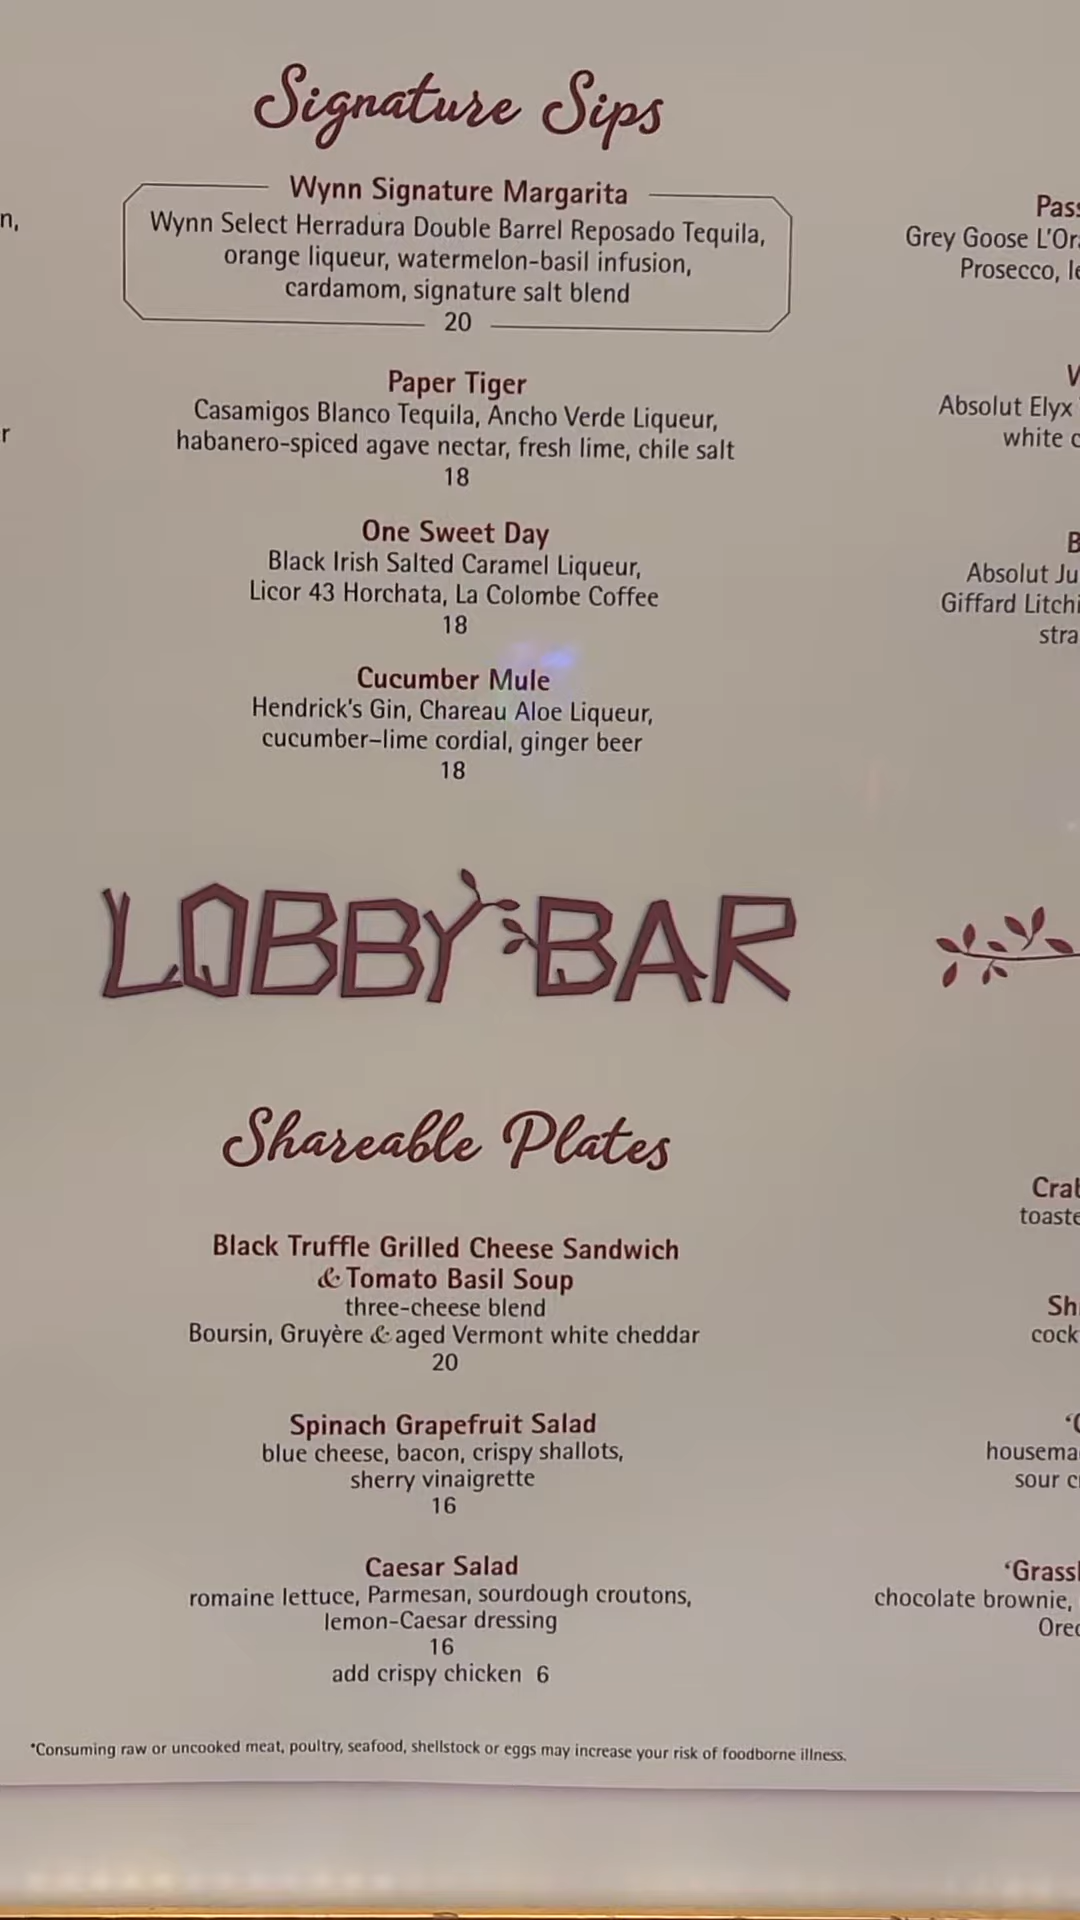 Signature Sips
Wynn Signature Margarita
Wynn Select Herradura Double Barrel Reposado Tequila,
orange liqueur, watermelon-basil infusion,
cardamom, signature salt blend
20
Paper Tiger
Casamigos Blanco Tequila, Ancho Verde Liqueur,
habanero-spiced agave nectar, fresh lime, chile salt
18
One Sweet Day
Black Irish Salted Caramel Liqueur,
Licor 43 Horchata, La Colombe Coffee
18
Cucumber Mule
Hendrick's Gin, Chareau Aloe Liqueur,
cucumber–lime cordial, ginger beer
18
Grey Goose
Prosecco,
Absolut Elyx
white
Absolut
Giffard
LOBBY BAR
Shareable Plates
Black Truffle Grilled Cheese Sandwich
& Tomato Basil Soup
three-cheese blend
Boursin, Gruyère & aged Vermont white cheddar
20
Spinach Grapefruit Salad
blue cheese, bacon, crispy shallots,
sherry vinaigrette
16
Caesar Salad
romaine lettuce, Parmesan, sourdough croutons,
lemon-Caesar dressing
16
add crispy chicken 6
sour
chocolate brownie,
*Consuming raw or uncooked meat, poultry, seafood, shellstock or eggs may increase your risk of foodborne illness.